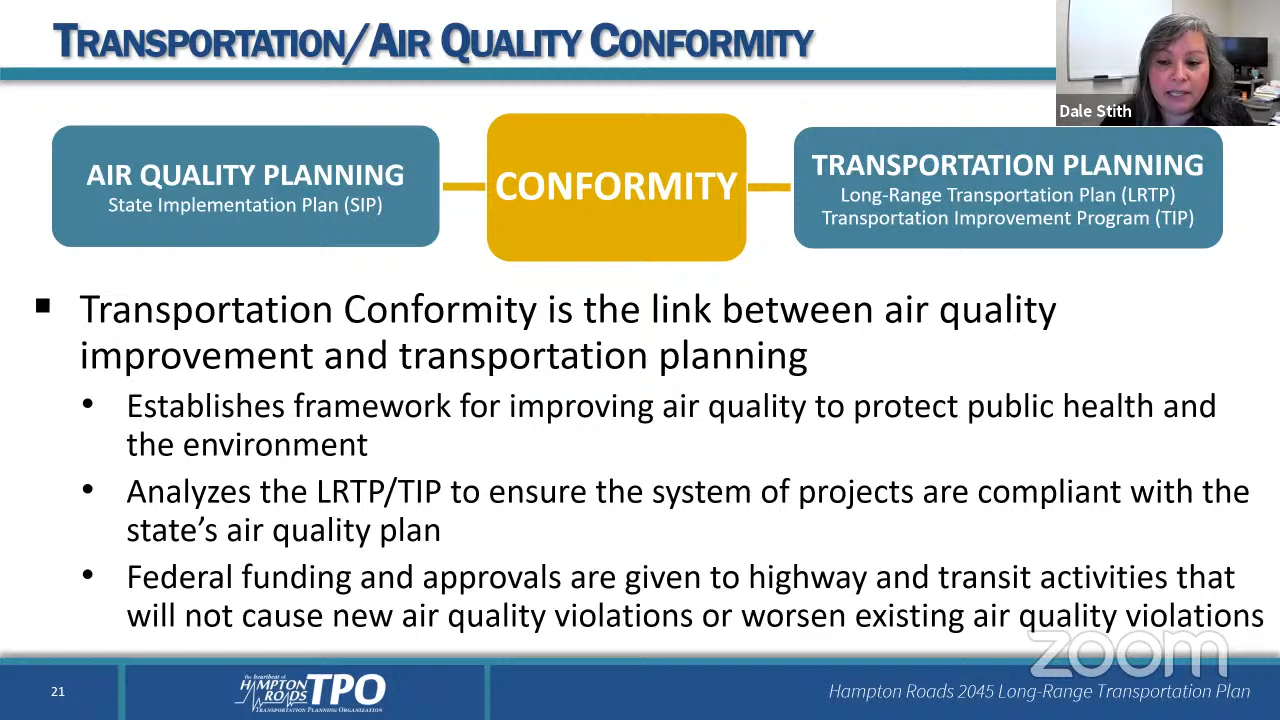 TRANSPORTATION/AIR QUALITY CONFORMITY
Dale Stith
AIR QUALITY PLANNING
State Implementation Plan (SIP)
CONFORMITY
TRANSPORTATION PLANNING
Long-Range Transportation Plan (LRTP)
Transportation Improvement Program (TIP)
▪ Transportation Conformity is the link between air quality
improvement and transportation planning
• Establishes framework for improving air quality to protect public health and
the environment
• Analyzes the LRTP/TIP to ensure the system of projects are compliant with the
state’s air quality plan
• Federal funding and approvals are given to highway and transit activities that
will not cause new air quality violations or worsen existing air quality violations
zoom
21
the heartbeat of
HAMPTON
ROADS
TPO
TRANSPORTATION PLANNING ORGANIZATION
Hampton Roads 2045 Long-Range Transportation Plan